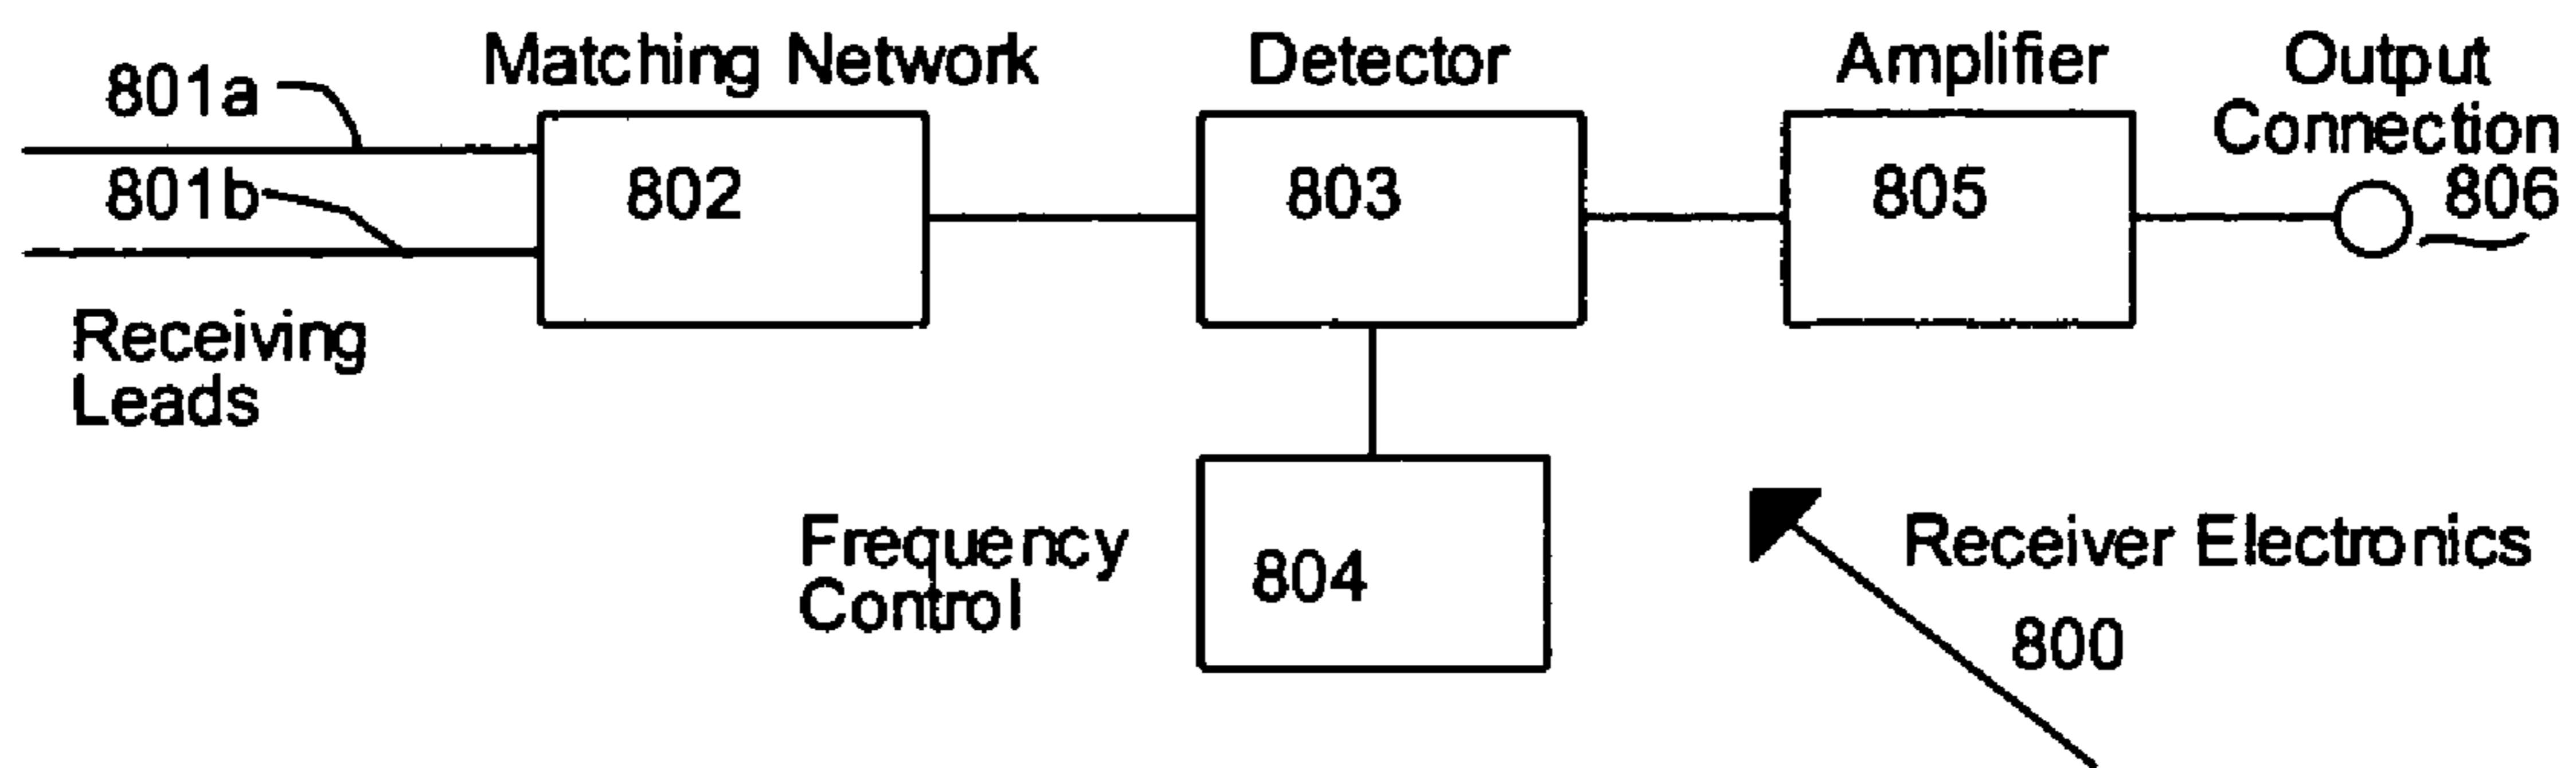 Matching Network
Detector
Amplifier
Output
Connection
801a
801b
802
803
805
806
Receiving
Leads
Frequency
Control
804
Receiver Electronics
800